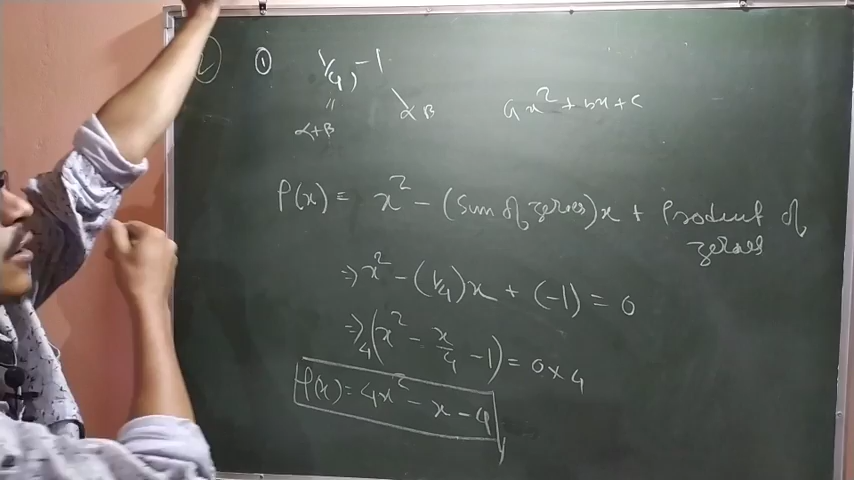 ② ① 1/4, -1
α+β αβ ax² + bx + c
P(x) = x² - (Sum of zeroes)x + Product of
zeroes
⇒ x² - (1/4)x + (-1) = 0
⇒ 4(x² - x/4 - 1) = 0 × 4
P(x) = 4x² - x - 4